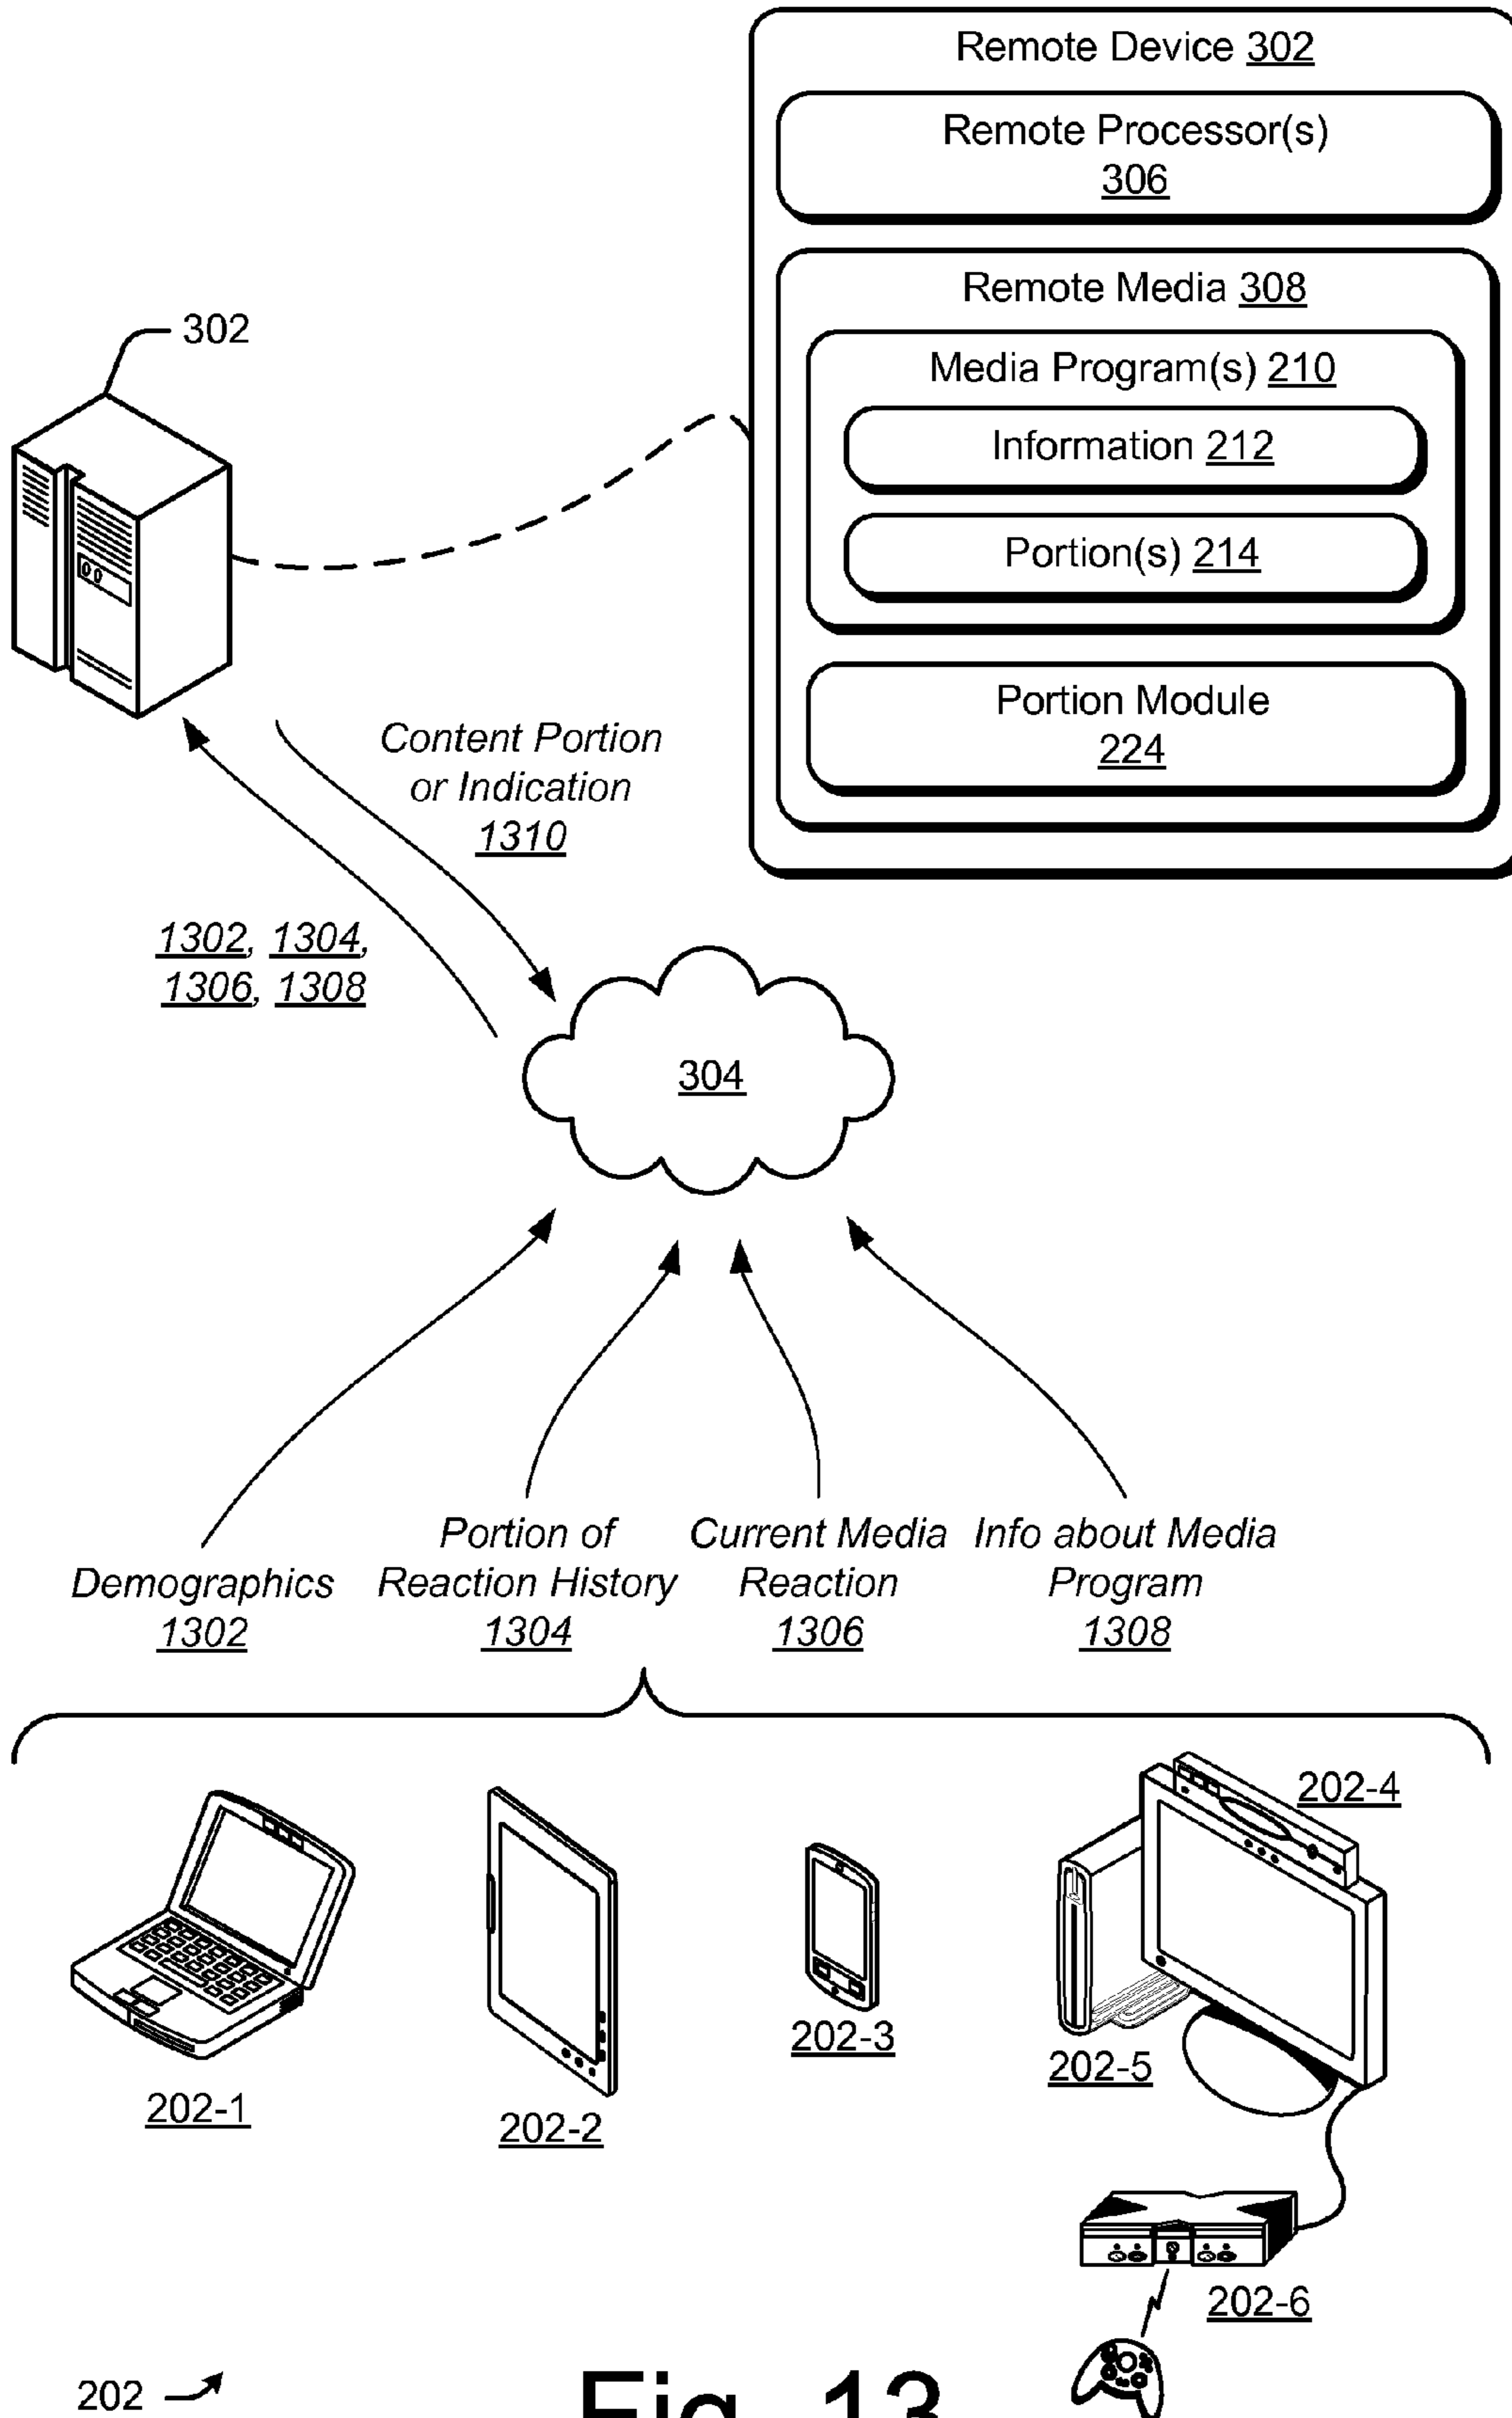 Remote Device 302
Remote Processor(s)
306
Remote Media 308
Media Program(s) 210
Information 212
Portion(s) 214
Portion Module
224
302
Content Portion
or Indication
1310
1302, 1304,
1306, 1308
304
Demographics
1302
Portion of
Reaction History
1304
Current Media
Reaction
1306
Info about Media
Program
1308
202-1
202-2
202-3
202-4
202-5
202-6
202
Fig. 13